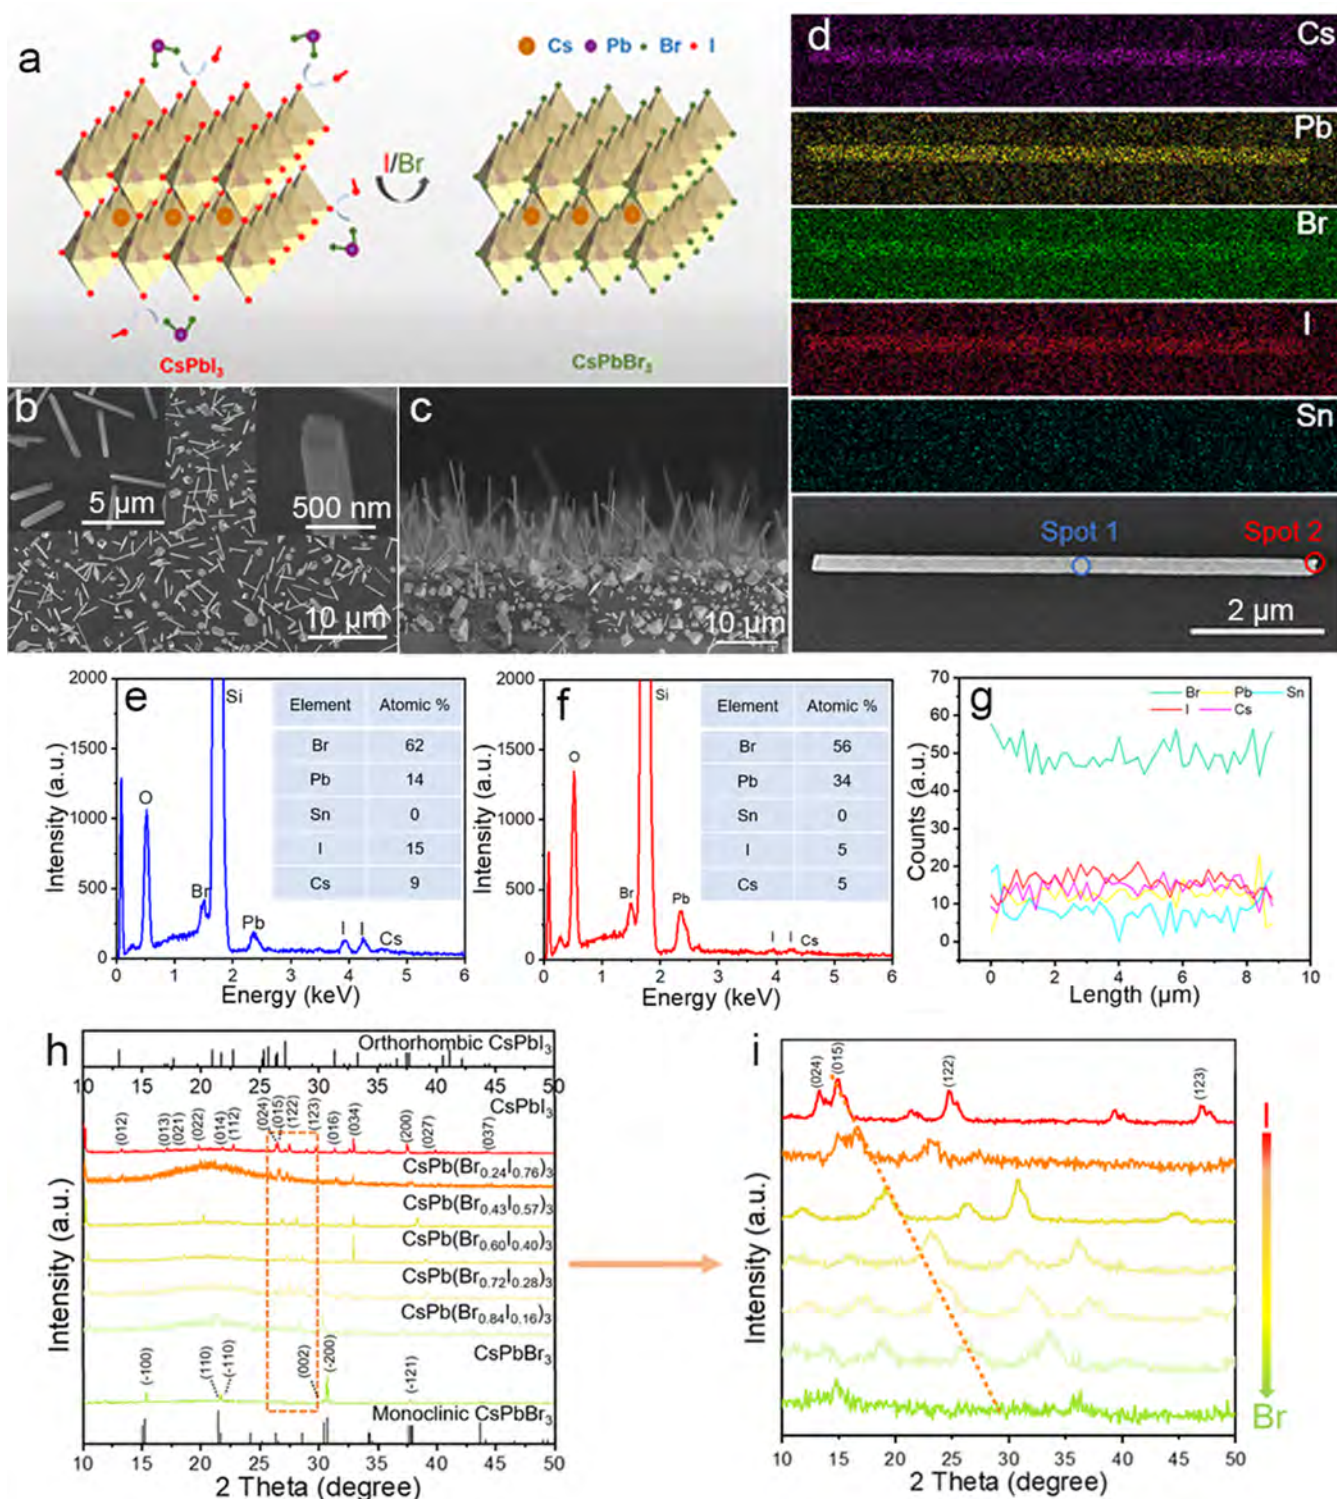 a
Cs Pb Br I
I/Br
CsPbI3
CsPbBr3
b
5 µm
500 nm
10 µm
c
10 µm
d
Cs
Pb
Br
I
Sn
Spot 1
Spot 2
2 µm
e
Intensity (a.u.)
2000
1500
1000
500
0
O
Br
Si
Pb
I
I
Cs
Element Atomic %
Br 62
Pb 14
Sn 0
I 15
Cs 9
0 1 2 3 4 5 6
Energy (keV)
f
Intensity (a.u.)
2000
1500
1000
500
0
O
Br
Si
Pb
I
I
Cs
Element Atomic %
Br 56
Pb 34
Sn 0
I 5
Cs 5
0 1 2 3 4 5 6
Energy (keV)
g
Br Pb Sn
I Cs
Counts (a.u.)
70
60
50
40
30
20
10
0
0 2 4 6 8 10
Length (µm)
h
Orthorhombic CsPbI3
10 15 20 25 30 35 40 45 50
CsPbI3
(012) (013) (021) (022) (014) (112) (024) (015) (122) (123) (016) (034) (200) (027) (037)
CsPb(Br0.24I0.76)3
CsPb(Br0.43I0.57)3
CsPb(Br0.60I0.40)3
CsPb(Br0.72I0.28)3
CsPb(Br0.84I0.16)3
CsPbBr3
(-100) (110) (-110) (002) (-200) (-121)
Monoclinic CsPbBr3
10 15 20 25 30 35 40 45 50
2 Theta (degree)
Intensity (a.u.)
i
(024) (015) (122) (123)
I
Br
Intensity (a.u.)
10 15 20 25 30 35 40 45 50
2 Theta (degree)